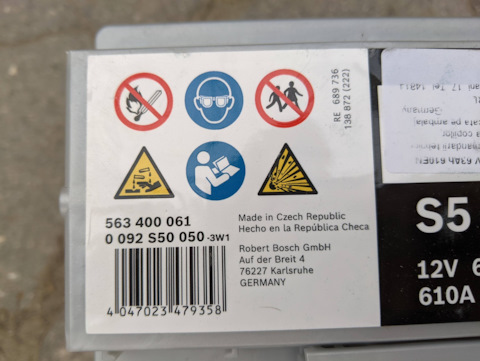 RE 689 736
138 872 (222)
563 400 061
0 092 S50 050-3W1
Made in Czech Republic
Hecho en la República Checa
Robert Bosch GmbH
Auf der Breit 4
76227 Karlsruhe
GERMANY
4 047023 479358
S5
12V 6
610A
Germany